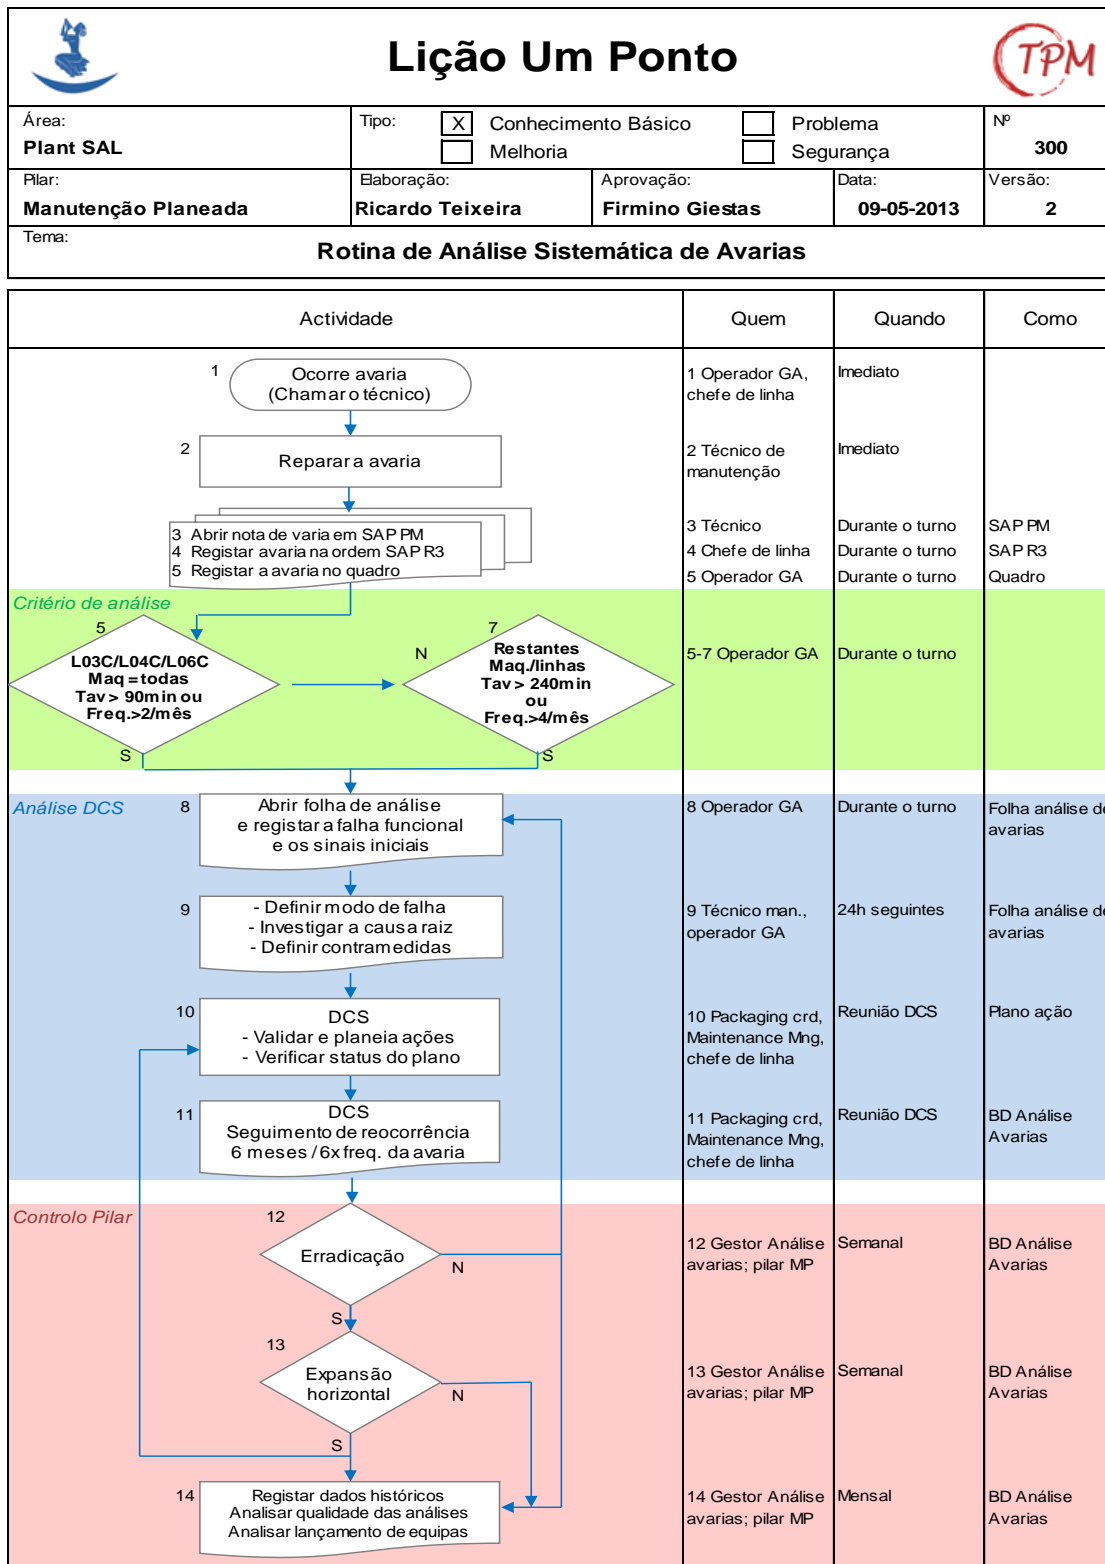 Lição Um Ponto
TPM
Área:
Plant SAL
Tipo:
X Conhecimento Básico
Problema
Melhoria
Segurança
Nº
300
Pilar:
Manutenção Planeada
Elaboração:
Ricardo Teixeira
Aprovação:
Firmino Giestas
Data:
09-05-2013
Versão:
2
Tema:
Rotina de Análise Sistemática de Avarias
Actividade
Quem
Quando
Como
1
Ocorre avaria
(Chamar o técnico)
1 Operador GA,
chefe de linha
Imediato
2
Reparar a avaria
2 Técnico de
manutenção
Imediato
3 Abrir nota de varia em SAP PM
4 Registar avaria na ordem SAP R3
5 Registar a avaria no quadro
3 Técnico
Durante o turno
SAP PM
4 Chefe de linha
Durante o turno
SAP R3
5 Operador GA
Durante o turno
Quadro
Critério de análise
5
L03C/L04C/L06C
Maq = todas
Tav > 90min ou
Freq.>2/mês
N
S
7
Restantes
Maq./linhas
Tav > 240min
ou
Freq.>4/mês
S
5-7 Operador GA
Durante o turno
Análise DCS
8
Abrir folha de análise
e registar a falha funcional
e os sinais iniciais
8 Operador GA
Durante o turno
Folha análise de
avarias
9
- Definir modo de falha
- Investigar a causa raiz
- Definir contramedidas
9 Técnico man.,
operador GA
24h seguintes
Folha análise de
avarias
10
DCS
- Validar e planeia ações
- Verificar status do plano
10 Packaging crd,
Maintenance Mng,
chefe de linha
Reunião DCS
Plano ação
11
DCS
Seguimento de reocorrência
6 meses / 6x freq. da avaria
11 Packaging crd,
Maintenance Mng,
chefe de linha
Reunião DCS
BD Análise
Avarias
Controlo Pilar
12
Erradicação
N
S
12 Gestor Análise
avarias; pilar MP
Semanal
BD Análise
Avarias
13
Expansão
horizontal
N
S
13 Gestor Análise
avarias; pilar MP
Semanal
BD Análise
Avarias
14
Registar dados históricos
Analisar qualidade das análises
Analisar lançamento de equipas
14 Gestor Análise
avarias; pilar MP
Mensal
BD Análise
Avarias